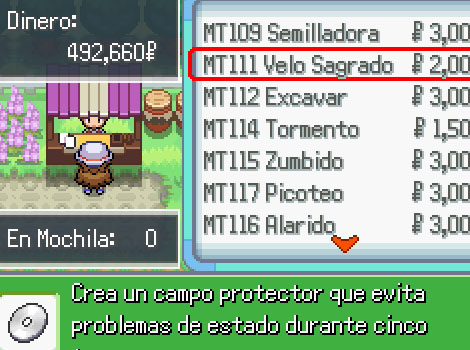 Dinero:
492,660₽
MT109 Semilladora ₽ 3,00
MT111 Velo Sagrado ₽ 2,00
MT112 Excavar ₽ 3,00
MT114 Tormento ₽ 1,50
MT115 Zumbido ₽ 3,00
MT117 Picoteo ₽ 3,00
MT116 Alarido ₽ 3,00
En Mochila: 0
Crea un campo protector que evita
problemas de estado durante cinco